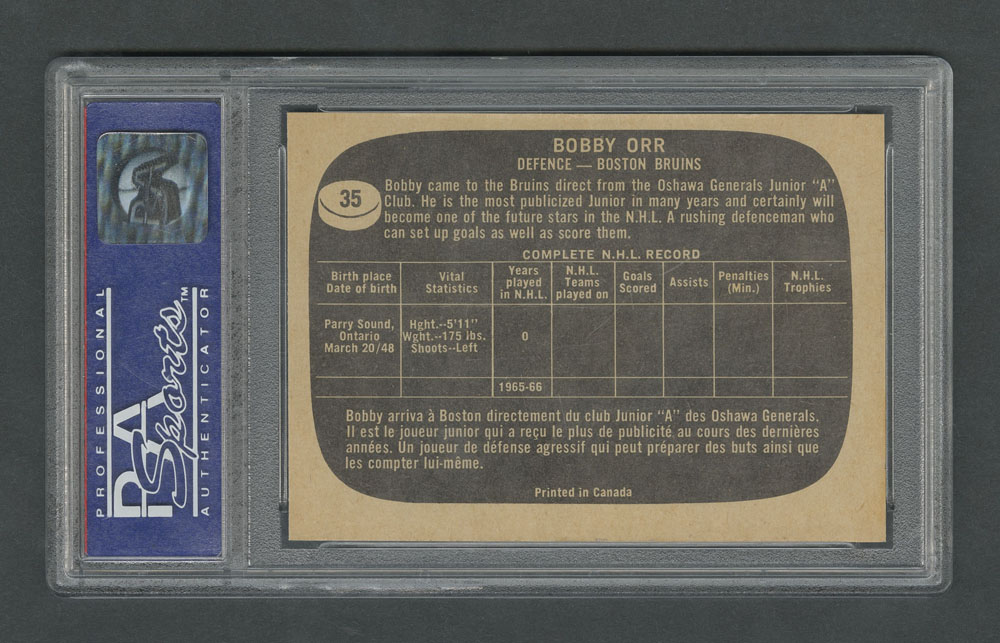 PROFESSIONAL
PSA Sports™
AUTHENTICATOR
PSA
BOBBY ORR
DEFENCE — BOSTON BRUINS
35
Bobby came to the Bruins direct from the Oshawa Generals Junior "A"
Club. He is the most publicized Junior in many years and certainly will
become one of the future stars in the N.H.L. A rushing defenceman who
can set up goals as well as score them.
COMPLETE N.H.L. RECORD
Birth place Date of birth | Vital Statistics | Years played in N.H.L. | N.H.L. Teams played on | Goals Scored | Assists | Penalties (Min.) | N.H.L. Trophies
Parry Sound, Ontario March 20/48 | Hght.--5'11" Wght.--175 lbs. Shoots--Left | 0
1965-66
Bobby arriva à Boston directement du club Junior "A" des Oshawa Generals.
Il est le joueur junior qui a reçu le plus de publicité au cours des dernières
années. Un joueur de défense agressif qui peut préparer des buts ainsi que
les compter lui-même.
Printed in Canada